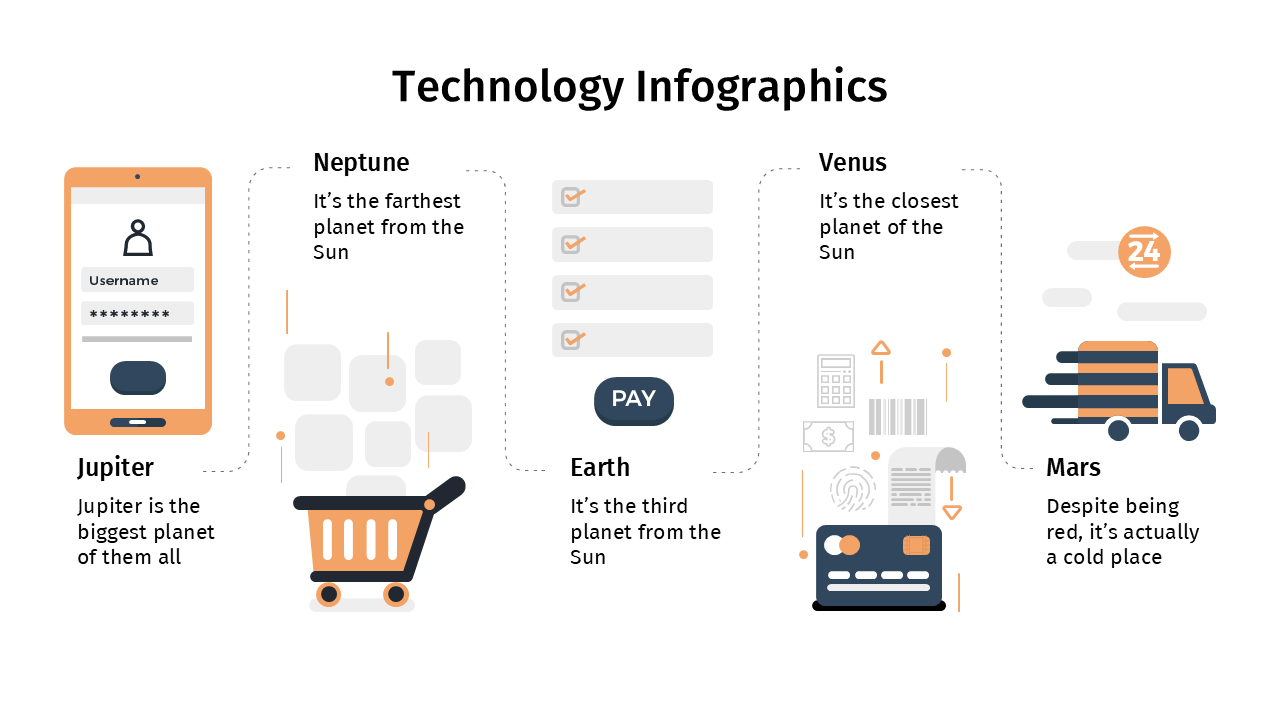 Technology Infographics
Username
********
Jupiter
Jupiter is the
biggest planet
of them all
Neptune
It’s the farthest
planet from the
Sun
PAY
Earth
It’s the third
planet from the
Sun
Venus
It’s the closest
planet of the
Sun
$
24
Mars
Despite being
red, it’s actually
a cold place